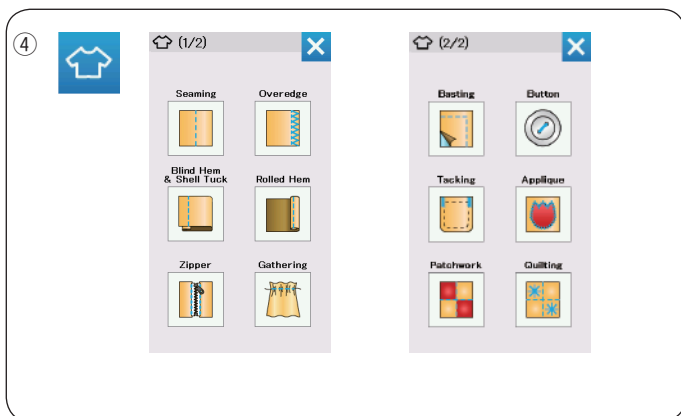 ④
(1/2)
Seaming Overedge
Blind Hem
& Shell Tuck Rolled Hem
Zipper Gathering
(2/2)
Basting Button
Tacking Applique
Patchwork Quilting